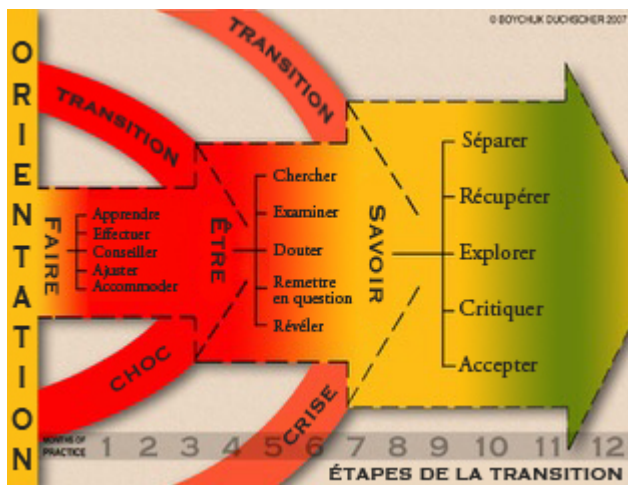 © BOYCHUK DUCHSCHER 2007
ORIENTATION
TRANSITION
TRANSITION
FAIRE
Apprendre
Effectuer
Conseiller
Ajuster
Accommoder
ÊTRE
Chercher
Examiner
Douter
Remettre
en question
Révéler
SAVOIR
Séparer
Récupérer
Explorer
Critiquer
Accepter
CHOC
CRISE
MONTHS OF
PRACTICE
1 2 3 4 5 6 7 8 9 10 11 12
ÉTAPES DE LA TRANSITION